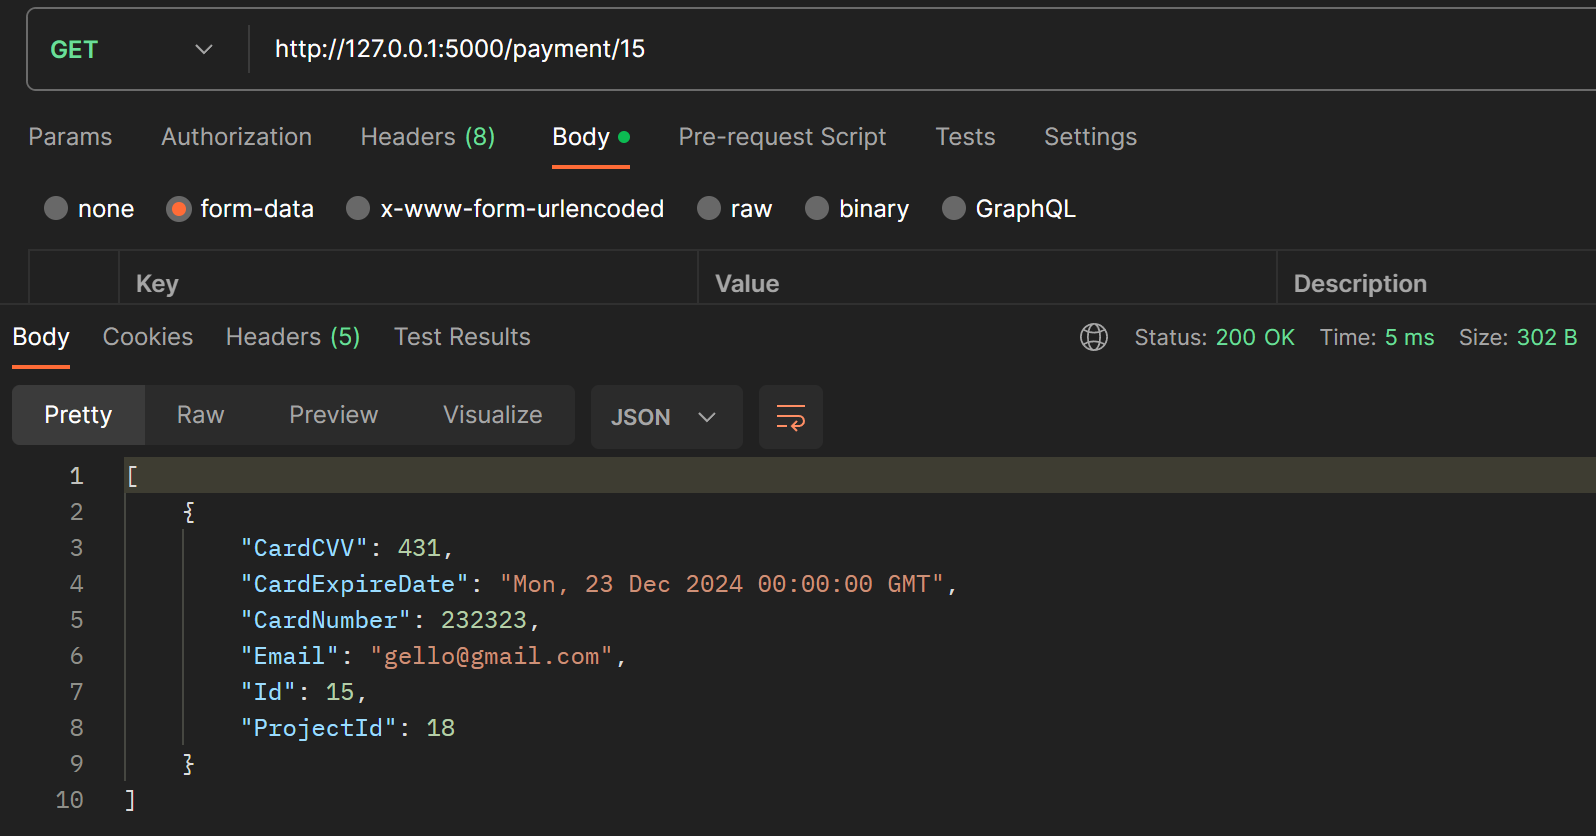 GET http://127.0.0.1:5000/payment/15
Params Authorization Headers (8) Body Pre-request Script Tests Settings
none form-data x-www-form-urlencoded raw binary GraphQL
Key Value Description
Body Cookies Headers (5) Test Results Status: 200 OK Time: 5 ms Size: 302 B
Pretty Raw Preview Visualize JSON
1 [
2 {
3 "CardCVV": 431,
4 "CardExpireDate": "Mon, 23 Dec 2024 00:00:00 GMT",
5 "CardNumber": 232323,
6 "Email": "gello@gmail.com",
7 "Id": 15,
8 "ProjectId": 18
9 }
10 ]